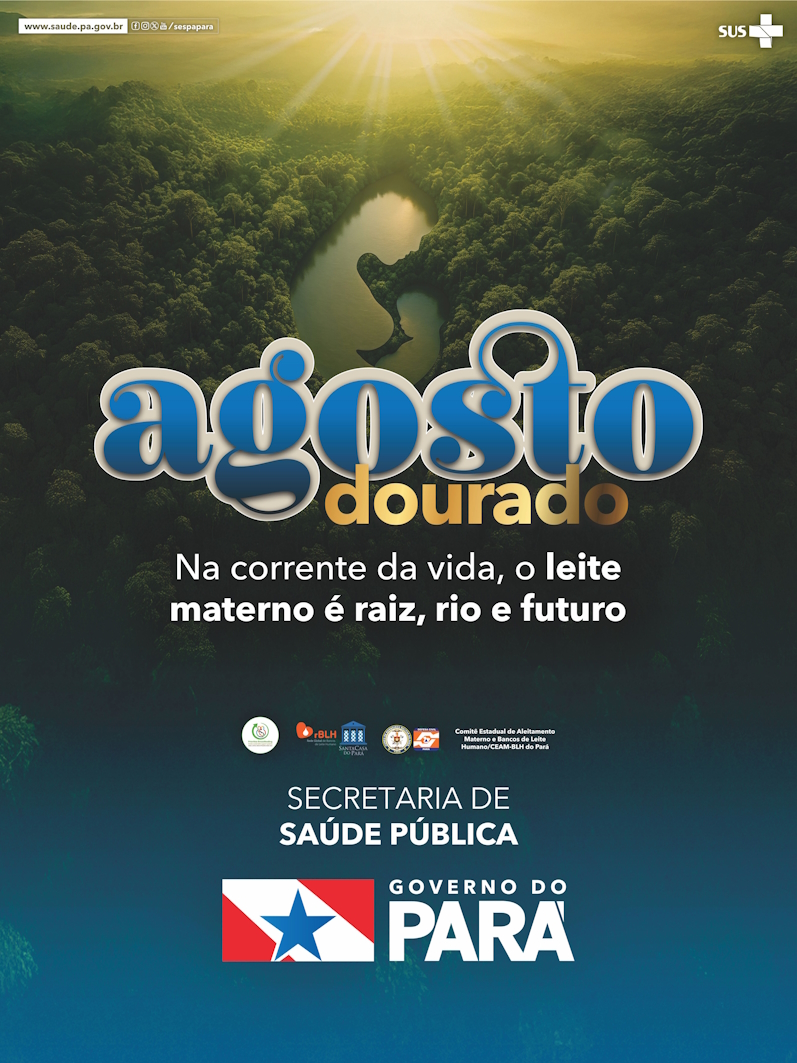 www.saude.pa.gov.br
/sespapara
SUS
agosto
dourado
Na corrente da vida, o leite
materno é raiz, rio e futuro
rBLH
SANTACASA
DO PARÁ
Comitê Estadual de Aleitamento
Materno e Bancos de Leite
Humano/CEAM-BLH do Pará
SECRETARIA DE
SAÚDE PÚBLICA
GOVERNO DO
PARÁ